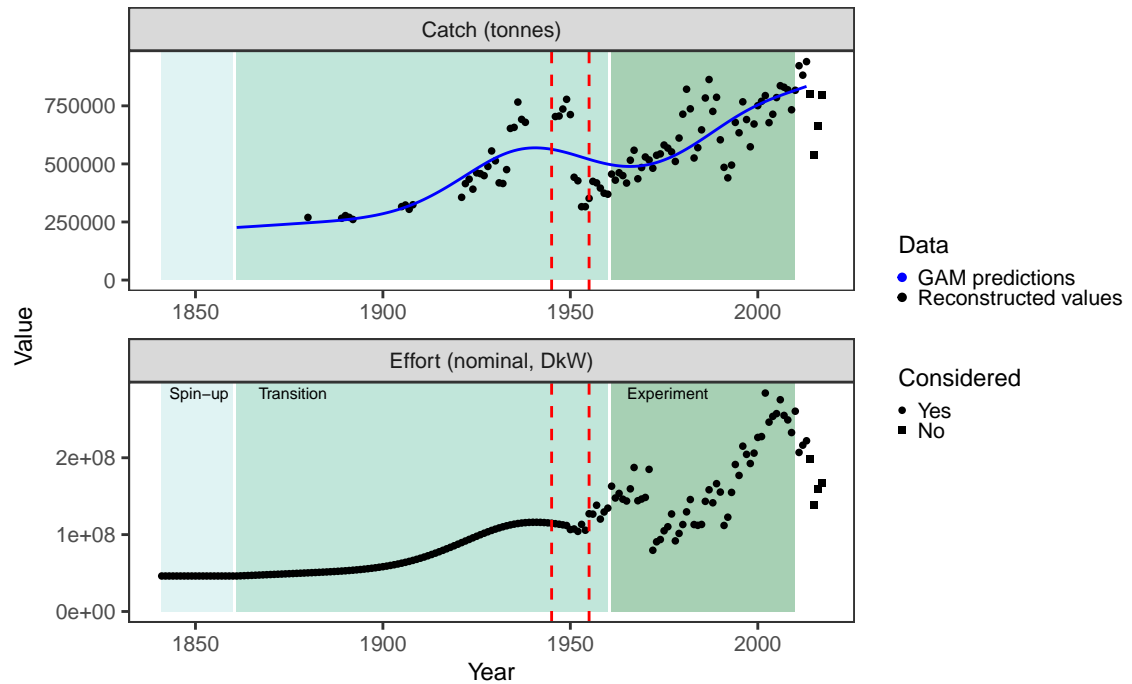 Catch (tonnes)
750000
500000
250000
0
1850 1900 1950 2000
Value
Effort (nominal, DkW)
Spin−up Transition Experiment
2e+08
1e+08
0e+00
1850 1900 1950 2000
Year
Data
GAM predictions
Reconstructed values
Considered
Yes
No